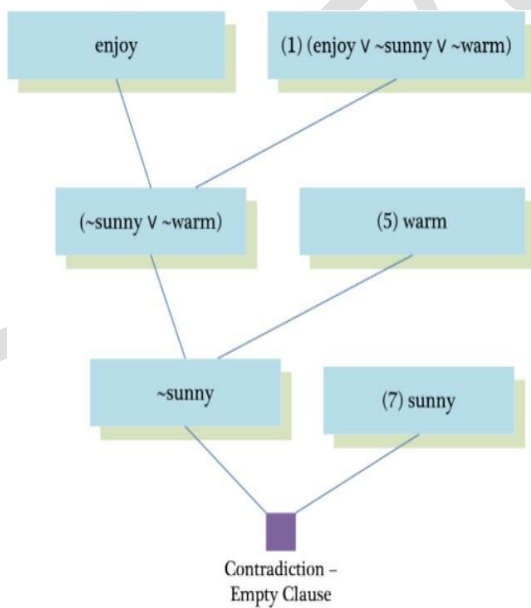 enjoy
(1) (enjoy ∨ ~sunny ∨ ~warm)
(~sunny ∨ ~warm)
(5) warm
~sunny
(7) sunny
Contradiction –
Empty Clause